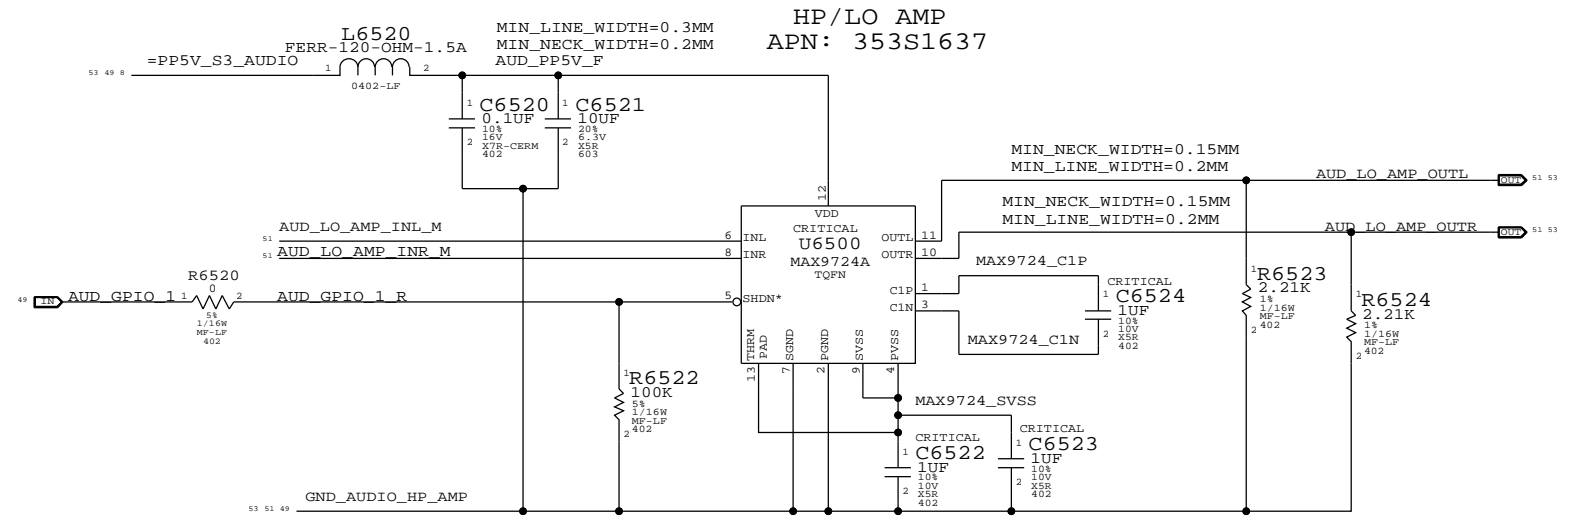 HP/LO AMP
APN: 353S1637
L6520
FERR-120-OHM-1.5A
=PP5V_S3_AUDIO
53 49 8
1
2
0402-LF
MIN_LINE_WIDTH=0.3MM
MIN_NECK_WIDTH=0.2MM
AUD_PP5V_F
1
C6520
0.1UF
10%
16V
X7R-CERM
402
2
1
C6521
10UF
20%
6.3V
X5R
603
2
MIN_NECK_WIDTH=0.15MM
MIN_LINE_WIDTH=0.2MM
AUD_LO_AMP_OUTL
OUT
51 53
MIN_NECK_WIDTH=0.15MM
MIN_LINE_WIDTH=0.2MM
AUD_LO_AMP_OUTR
OUT
51 53
12
VDD
CRITICAL
U6500
MAX9724A
TQFN
AUD_LO_AMP_INL_M
51
6
INL
AUD_LO_AMP_INR_M
51
8
INR
OUTL
11
OUTR
10
R6520
0
49
IN
AUD_GPIO_1
1
2
5%
1/16W
MF-LF
402
AUD_GPIO_1_R
5
SHDN*
C1P
1
C1N
3
MAX9724_C1P
MAX9724_C1N
CRITICAL
1
C6524
1UF
10%
10V
X5R
402
2
1
R6523
2.21K
1%
1/16W
MF-LF
402
2
1
R6524
2.21K
1%
1/16W
MF-LF
402
2
THRM
PAD
SGND
PGND
SVSS
PVSS
13
7
2
9
4
1
R6522
100K
5%
1/16W
MF-LF
402
2
MAX9724_SVSS
CRITICAL
1
C6522
1UF
10%
10V
X5R
402
2
CRITICAL
1
C6523
1UF
10%
10V
X5R
402
2
GND_AUDIO_HP_AMP
53 51 49